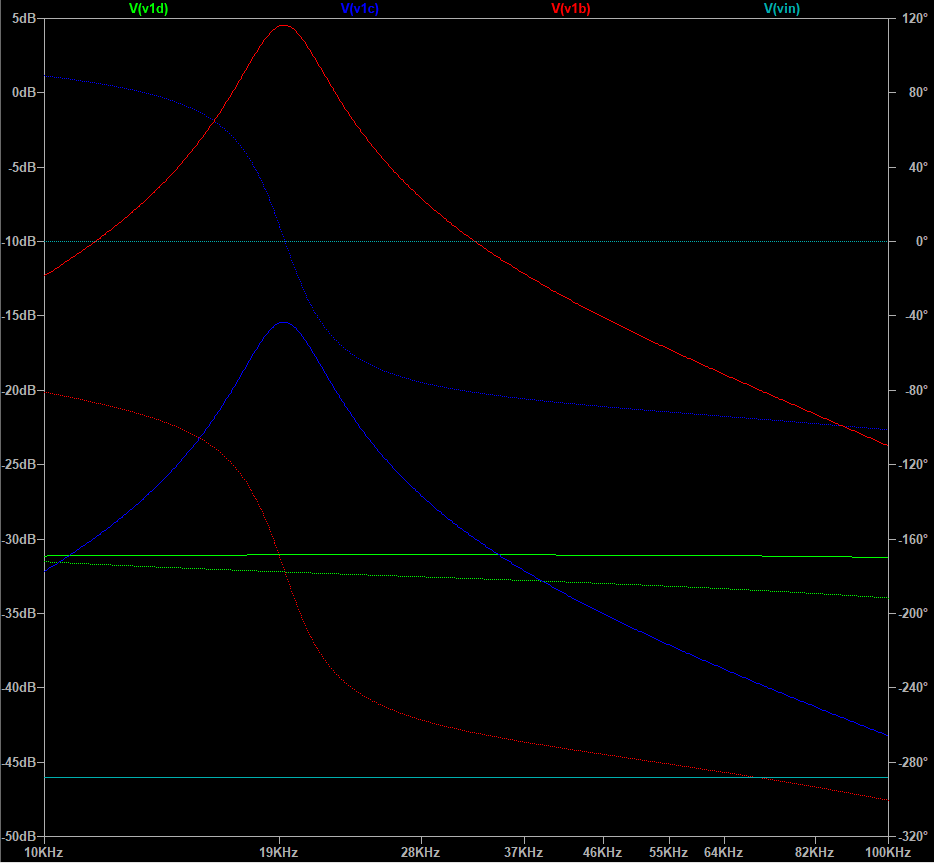 V(v1d) V(v1c) V(v1b) V(vin)
5dB 120°
0dB 80°
-5dB 40°
-10dB 0°
-15dB -40°
-20dB -80°
-25dB -120°
-30dB -160°
-35dB -200°
-40dB -240°
-45dB -280°
-50dB -320°
10KHz 19KHz 28KHz 37KHz 46KHz 55KHz 64KHz 82KHz 100KHz